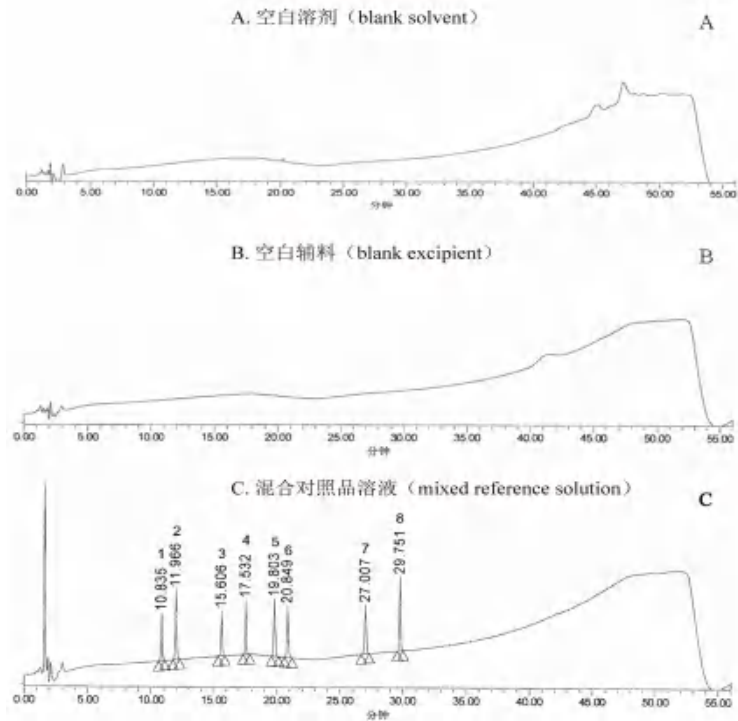 A. 空白溶剂（blank solvent） A
0.00 5.00 10.00 15.00 20.00 25.00 30.00 35.00 40.00 45.00 50.00 55.00
分钟
B. 空白辅料（blank excipient） B
0.00 5.00 10.00 15.00 20.00 25.00 30.00 35.00 40.00 45.00 50.00 55.00
分钟
C. 混合对照品溶液（mixed reference solution） C
1 2 3 4 5 6 7 8
10.835 11.966 15.606 17.532 19.803 20.849 27.007 29.751
0.00 5.00 10.00 15.00 20.00 25.00 30.00 35.00 40.00 45.00 50.00 55.00
分钟